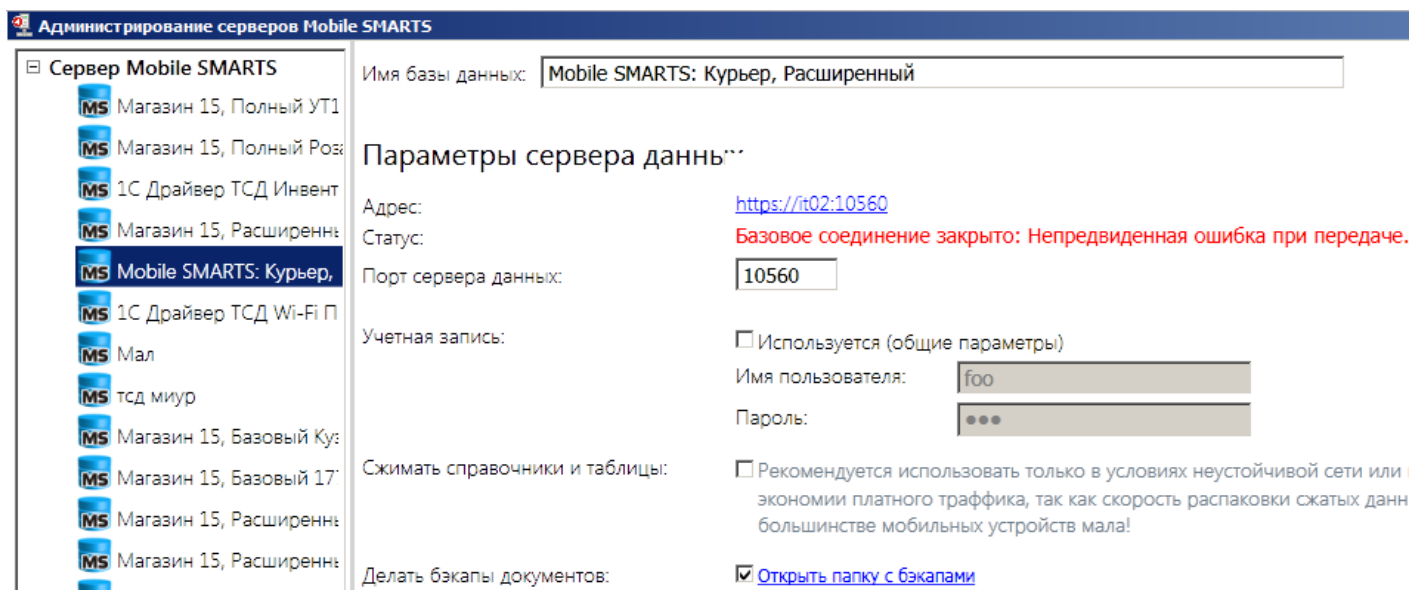 Администрирование серверов Mobile SMARTS
Сервер Mobile SMARTS
Магазин 15, Полный УТ1
Магазин 15, Полный Роз
1С Драйвер ТСД Инвент
Магазин 15, Расширенн
Mobile SMARTS: Курьер,
1С Драйвер ТСД Wi-Fi П
Мал
тсд миур
Магазин 15, Базовый Куз
Магазин 15, Базовый 17
Магазин 15, Расширенн
Магазин 15, Расширенн
Имя базы данных: Mobile SMARTS: Курьер, Расширенный
Параметры сервера данных
Адрес: https://it02:10560
Статус: Базовое соединение закрыто: Непредвиденная ошибка при передаче.
Порт сервера данных: 10560
Учетная запись: Используется (общие параметры)
Имя пользователя: foo
Пароль: ●●●
Сжимать справочники и таблицы: Рекомендуется использовать только в условиях неустойчивой сети или
экономии платного траффика, так как скорость распаковки сжатых данн
большинстве мобильных устройств мала!
Делать бэкапы документов: Открыть папку с бэкапами